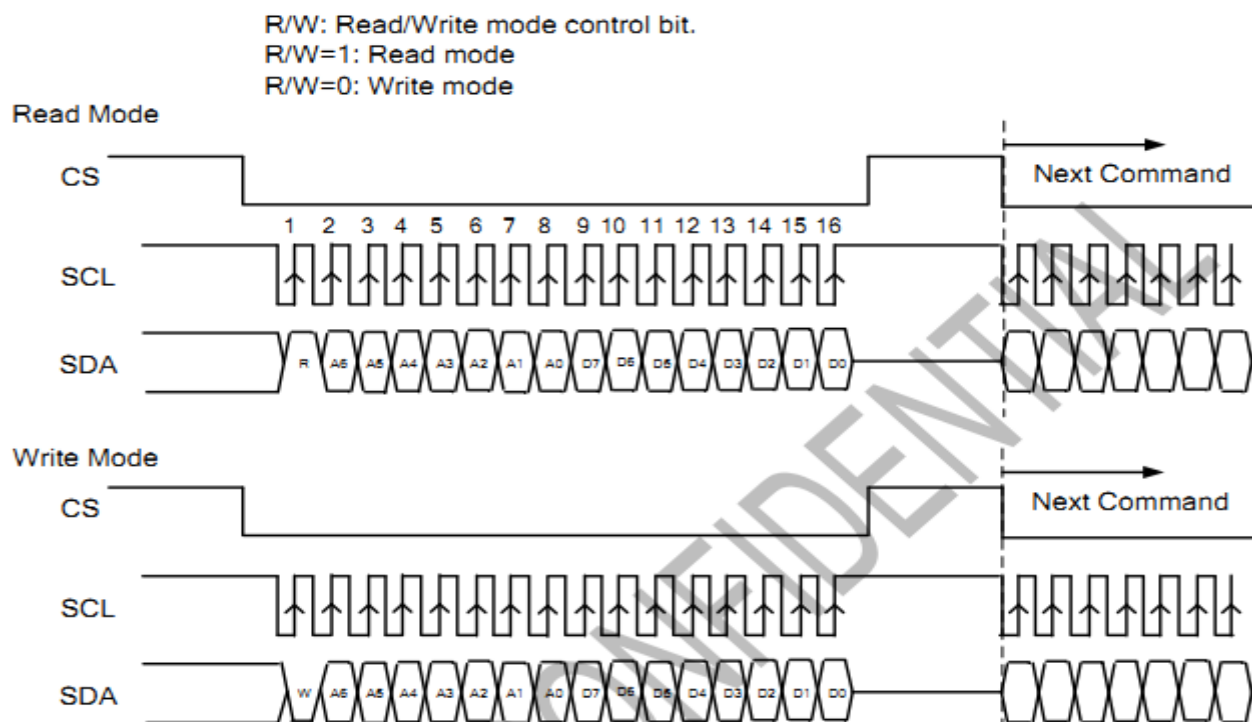 R/W: Read/Write mode control bit.
R/W=1: Read mode
R/W=0: Write mode
Read Mode
CS
Next Command
1 2 3 4 5 6 7 8 9 10 11 12 13 14 15 16
SCL
SDA R A6 A5 A4 A3 A2 A1 A0 D7 D6 D5 D4 D3 D2 D1 D0
Write Mode
CS
Next Command
SCL
SDA W A6 A5 A4 A3 A2 A1 A0 D7 D6 D5 D4 D3 D2 D1 D0
ONFIDENTIAL